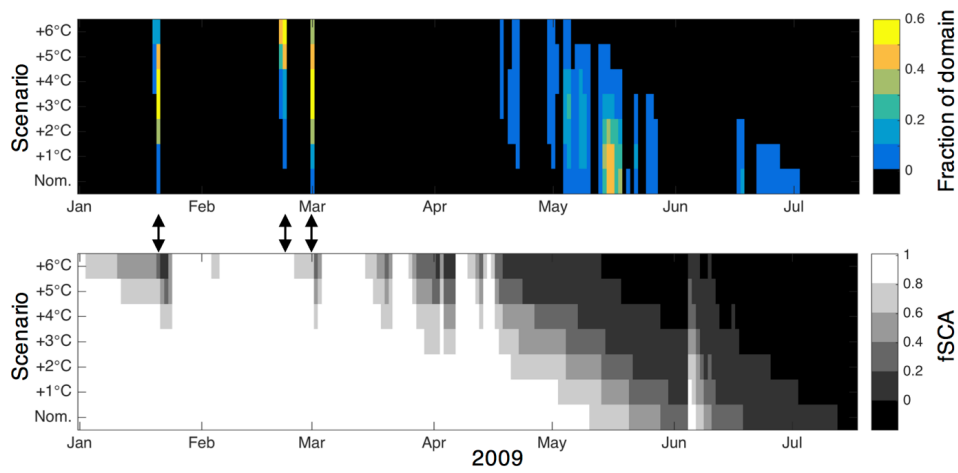 Scenario
+6°C
+5°C
+4°C
+3°C
+2°C
+1°C
Nom.
Jan Feb Mar Apr May Jun Jul
0.6
0.4
0.2
0
Fraction of domain
Scenario
+6°C
+5°C
+4°C
+3°C
+2°C
+1°C
Nom.
Jan Feb Mar Apr May Jun Jul
2009
1
0.8
0.6
0.4
0.2
0
fSCA